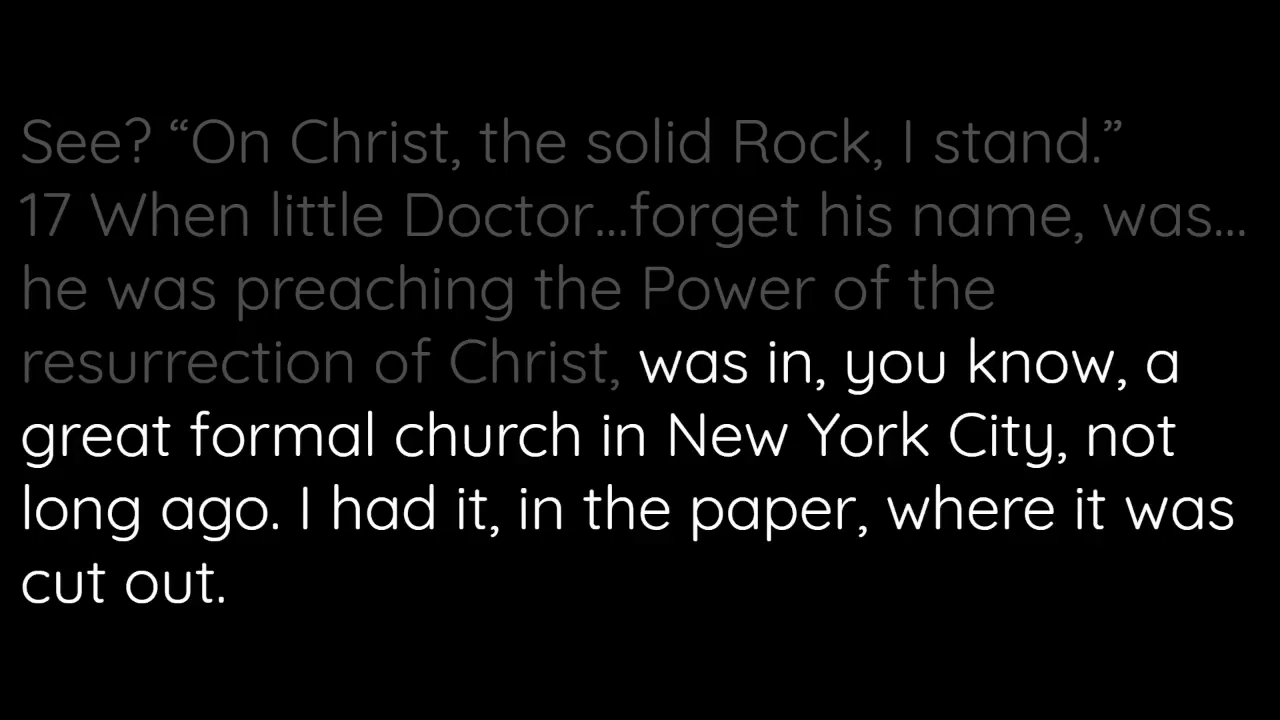 See? “On Christ, the solid Rock, I stand.”
17 When little Doctor...forget his name, was...
he was preaching the Power of the
resurrection of Christ, was in, you know, a
great formal church in New York City, not
long ago. I had it, in the paper, where it was
cut out.